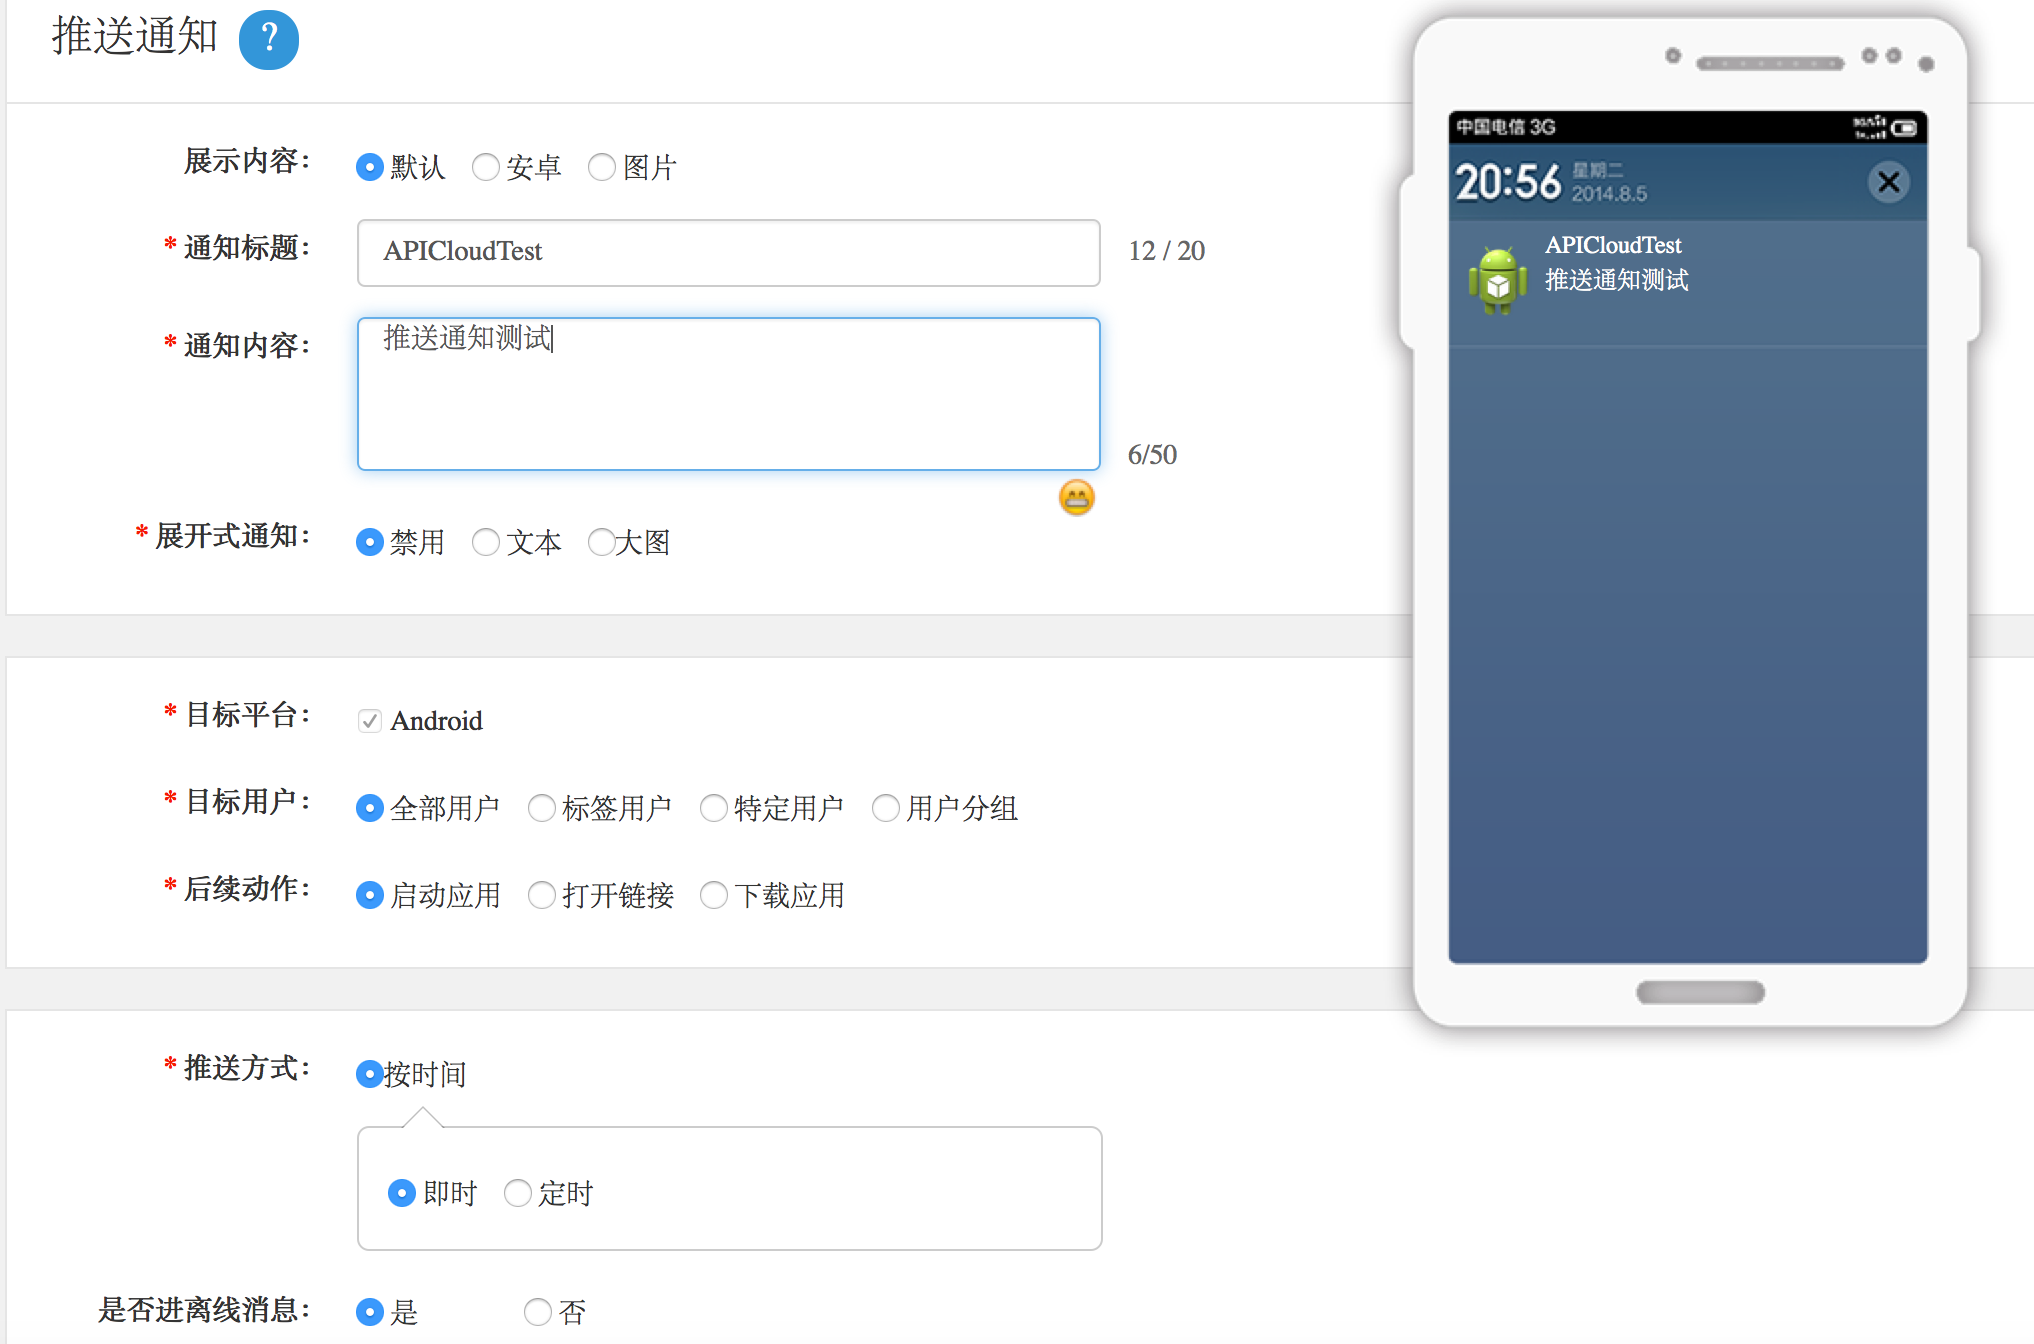 推送通知 ?
展示内容： 默认 安卓 图片
* 通知标题： APICloudTest 12 / 20
* 通知内容： 推送通知测试
6/50
* 展开式通知： 禁用 文本 大图
* 目标平台： Android
* 目标用户： 全部用户 标签用户 特定用户 用户分组
* 后续动作： 启动应用 打开链接 下载应用
* 推送方式： 按时间
即时 定时
是否进离线消息： 是 否
中国电信 3G
20:56 星期二
2014.8.5
APICloudTest
推送通知测试